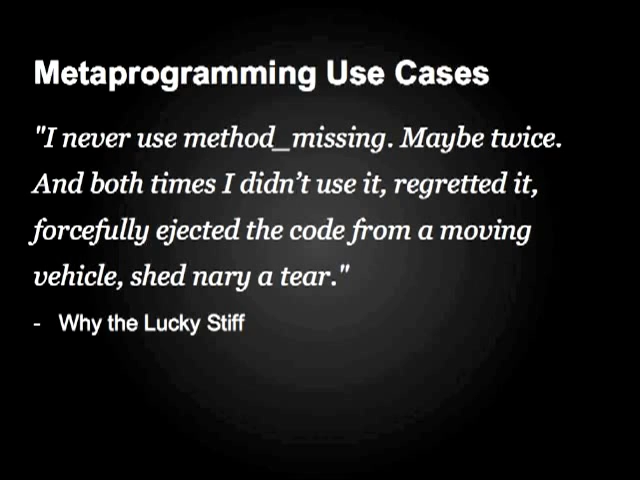 Metaprogramming Use Cases
"I never use method_missing. Maybe twice.
And both times I didn’t use it, regretted it,
forcefully ejected the code from a moving
vehicle, shed nary a tear."
- Why the Lucky Stiff